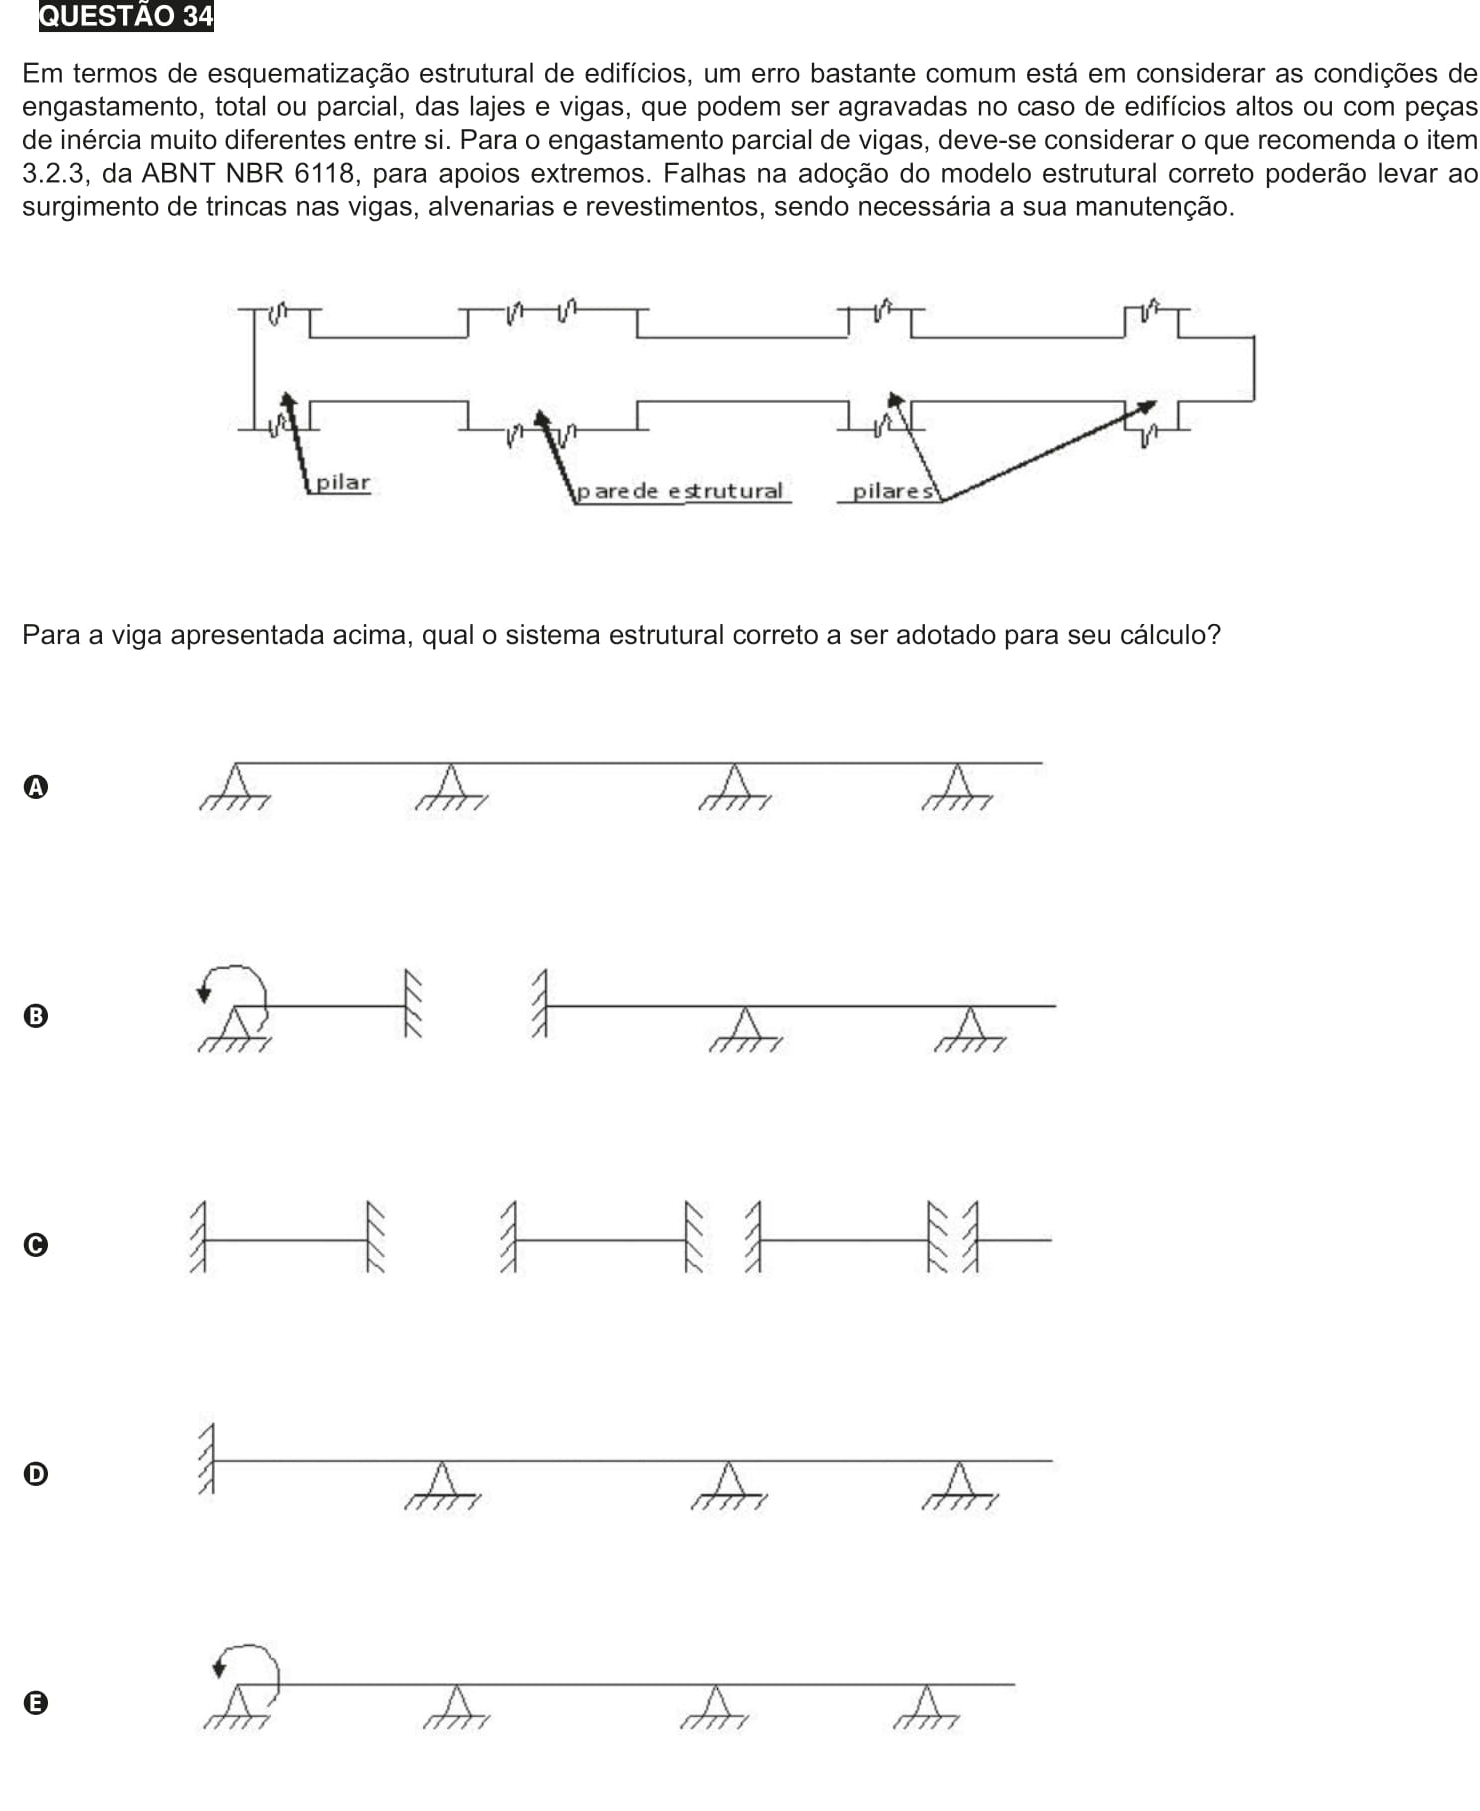 QUESTÃO 34
Em termos de esquematização estrutural de edifícios, um erro bastante comum está em considerar as condições de
engastamento, total ou parcial, das lajes e vigas, que podem ser agravadas no caso de edifícios altos ou com peças
de inércia muito diferentes entre si. Para o engastamento parcial de vigas, deve-se considerar o que recomenda o item
3.2.3, da ABNT NBR 6118, para apoios extremos. Falhas na adoção do modelo estrutural correto poderão levar ao
surgimento de trincas nas vigas, alvenarias e revestimentos, sendo necessária a sua manutenção.
pilar
parede estrutural
pilares
Para a viga apresentada acima, qual o sistema estrutural correto a ser adotado para seu cálculo?
A
B
C
D
E